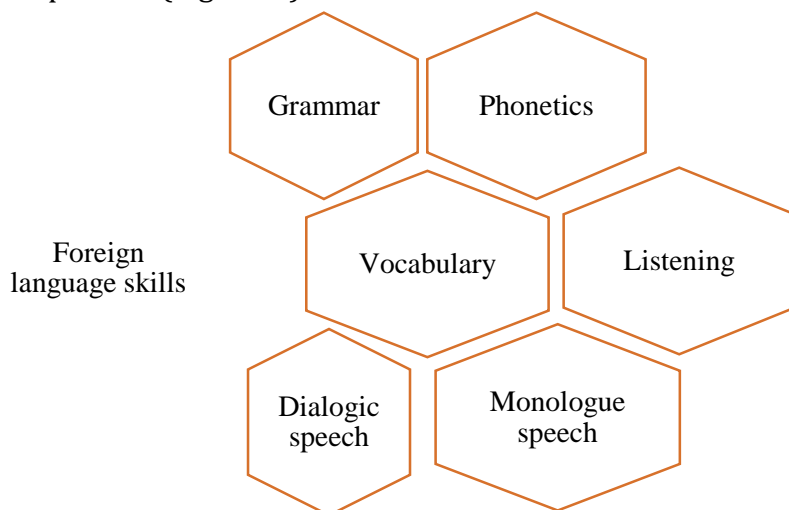 Grammar
Phonetics
Vocabulary
Listening
Foreign
language skills
Dialogic
speech
Monologue
speech